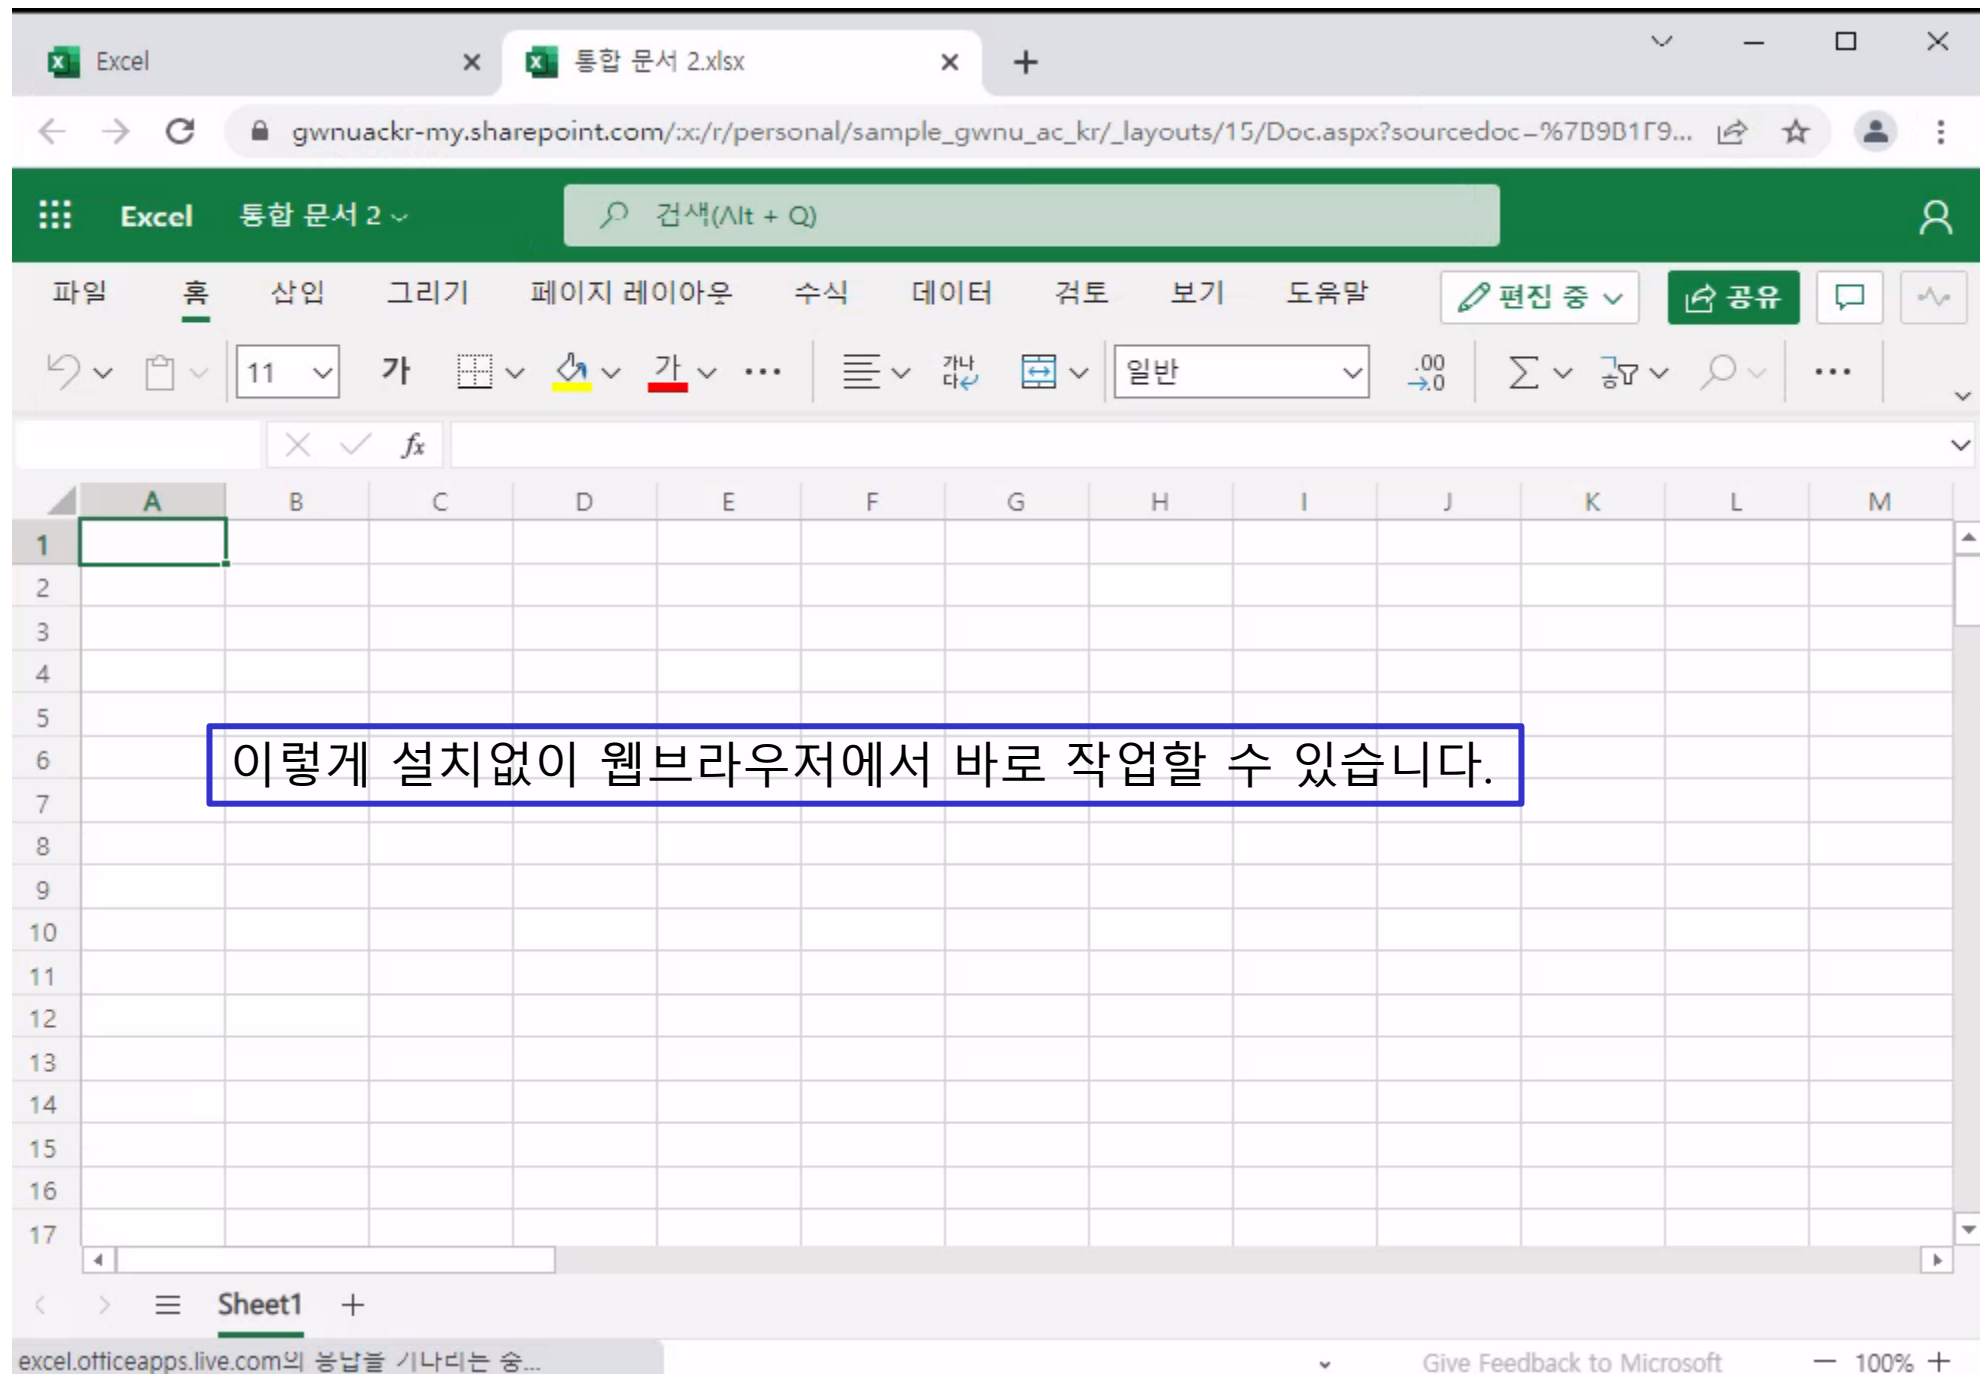 Excel
통합 문서 2.xlsx
gwnuackr-my.sharepoint.com/:x:/r/personal/sample_gwnu_ac_kr/_layouts/15/Doc.aspx?sourcedoc=%7B9B1F9...
Excel 통합 문서 2
검색(Alt + Q)
파일 홈 삽입 그리기 페이지 레이아웃 수식 데이터 검토 보기 도움말 편집 중 공유
11 가 가 가나다 일반 .00 →.0
fx
A B C D E F G H I J K L M
1
2
3
4
5
6
이렇게 설치없이 웹브라우저에서 바로 작업할 수 있습니다.
7
8
9
10
11
12
13
14
15
16
17
Sheet1
excel.officeapps.live.com의 응답을 기다리는 중...
Give Feedback to Microsoft
100%